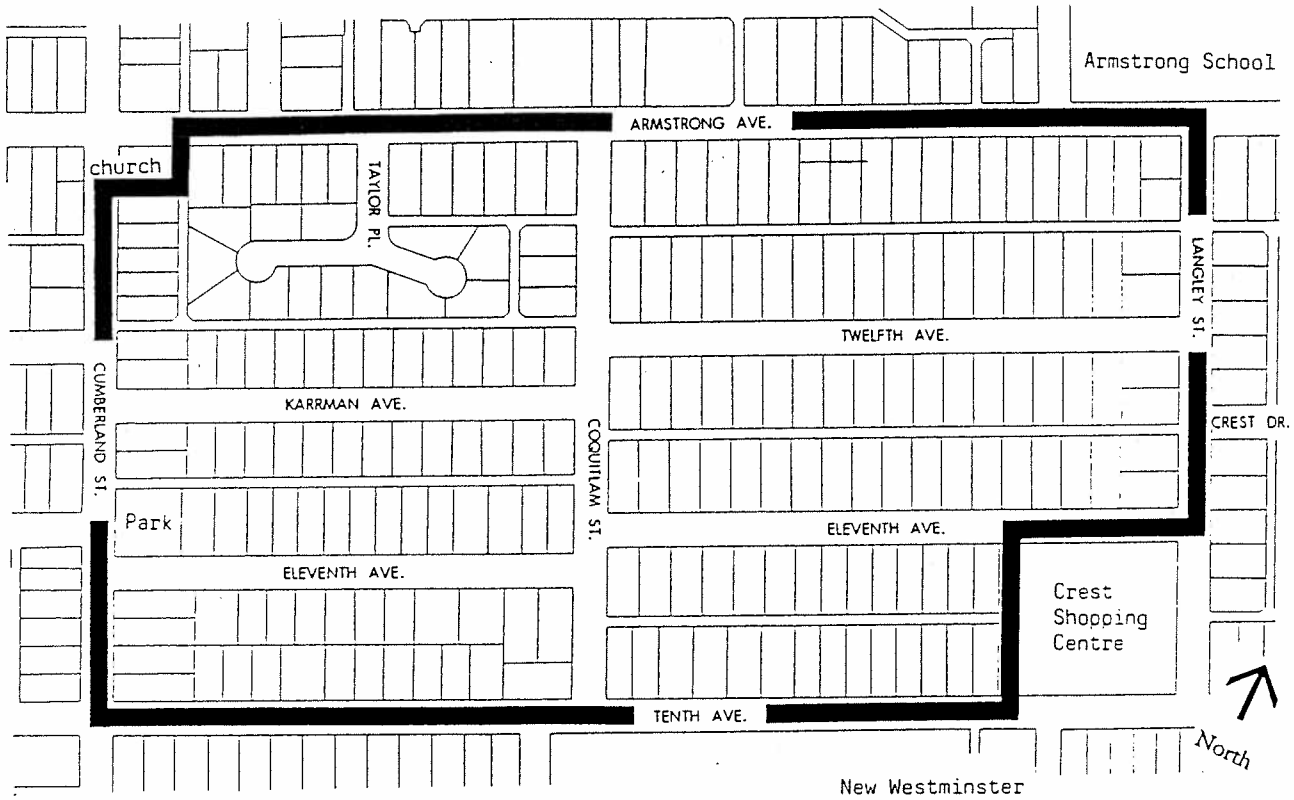 Armstrong School
ARMSTRONG AVE.
church
TAYLOR PL.
LANGLEY ST.
TWELFTH AVE.
CUMBERLAND ST.
KARRMAN AVE.
COQUITLAM ST.
CREST DR.
Park
ELEVENTH AVE.
ELEVENTH AVE.
Crest
Shopping
Centre
TENTH AVE.
North
New Westminster